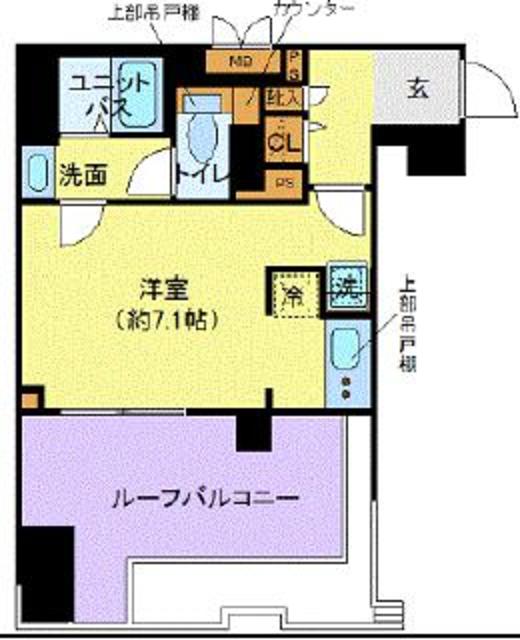 上部吊戸棚
カウンター
MB
PS
ユニット
バス
靴入
玄
CL
洗面
トイレ
PS
洋室
(約7.1帖)
冷
洗
上部吊戸棚
ルーフバルコニー